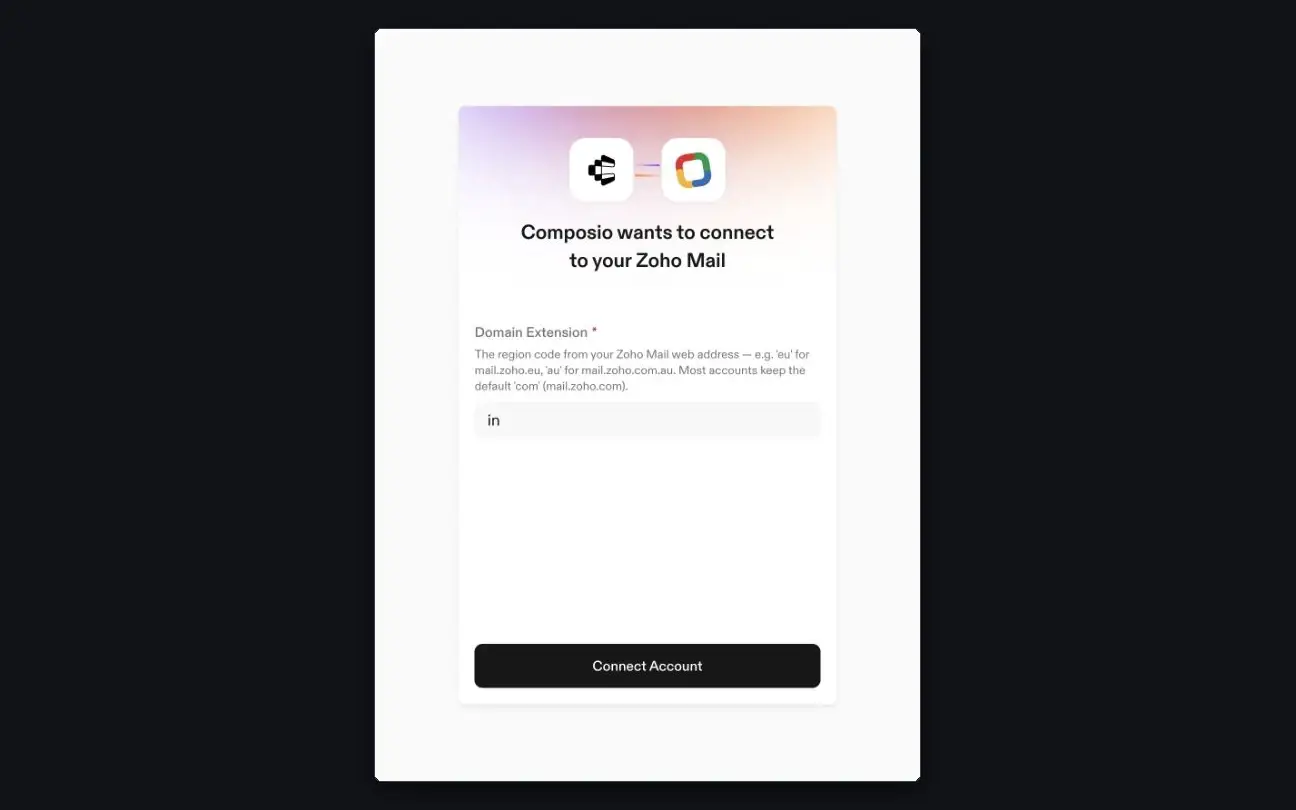 Composio wants to connect
to your Zoho Mail
Domain Extension *
The region code from your Zoho Mail web address — e.g. 'eu' for
mail.zoho.eu, 'au' for mail.zoho.com.au. Most accounts keep the
default 'com' (mail.zoho.com).
in
Connect Account